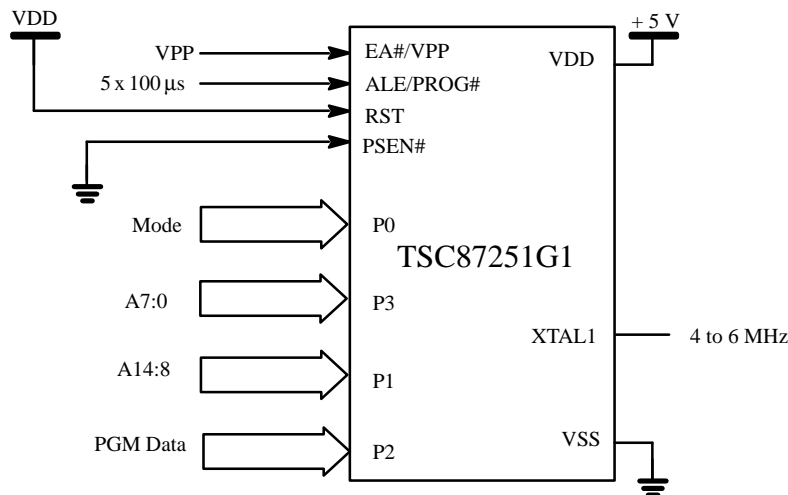 VDD
+ 5 V
VPP
EA#/VPP
VDD
5 x 100 µs
ALE/PROG#
RST
PSEN#
Mode
P0
TSC87251G1
A7:0
P3
XTAL1
4 to 6 MHz
A14:8
P1
PGM Data
P2
VSS